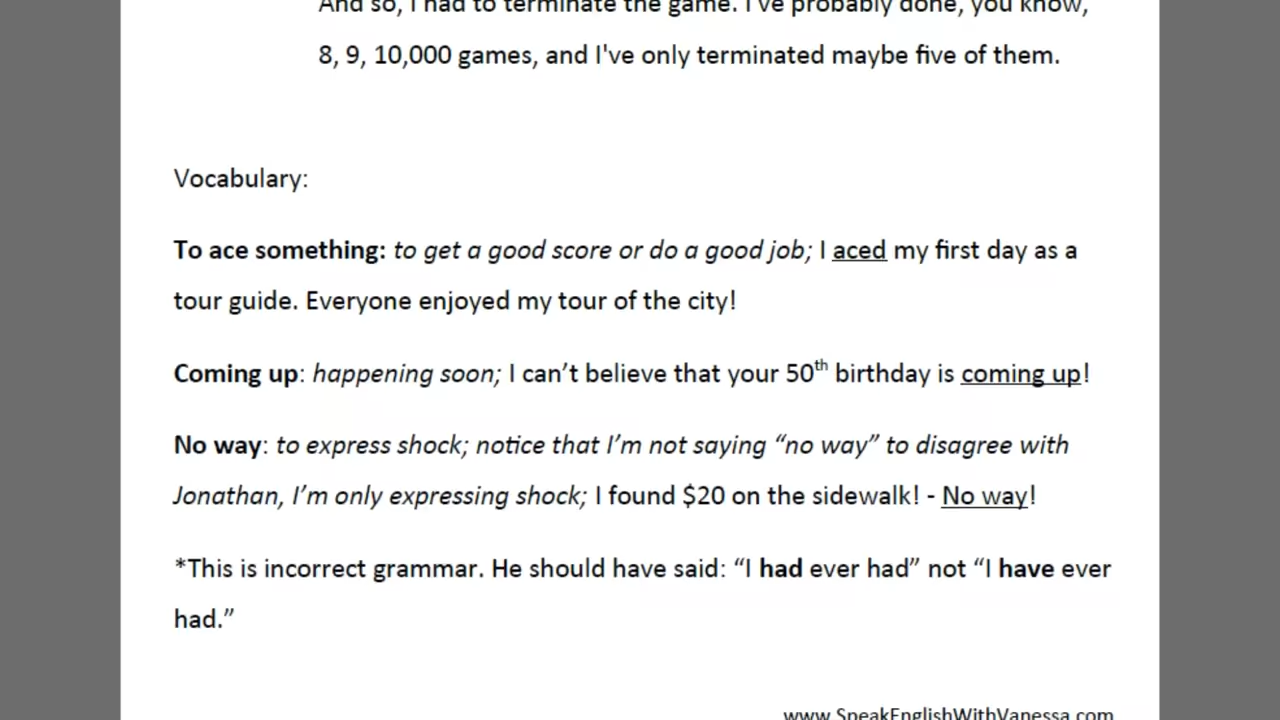 And so, I had to terminate the game. I've probably done, you know,
8, 9, 10,000 games, and I've only terminated maybe five of them.
Vocabulary:
To ace something: to get a good score or do a good job; I aced my first day as a
tour guide. Everyone enjoyed my tour of the city!
Coming up: happening soon; I can’t believe that your 50th birthday is coming up!
No way: to express shock; notice that I’m not saying “no way” to disagree with
Jonathan, I’m only expressing shock; I found $20 on the sidewalk! - No way!
*This is incorrect grammar. He should have said: “I had ever had” not “I have ever
had.”
www.SpeakEnglishWithVanessa.com